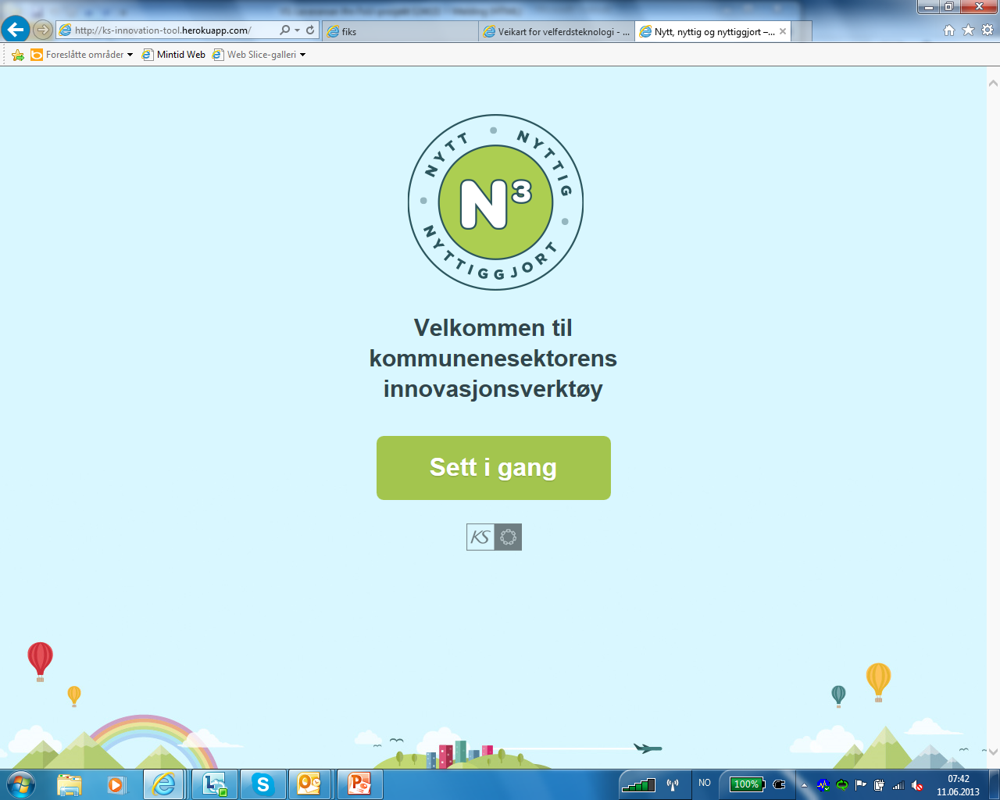 http://ks-innovation-tool.herokuapp.com/
fiks
Veikart for velferdsteknologi - ...
Nytt, nyttig og nyttiggjort –...
Foreslåtte områder
Mintid Web
Web Slice-galleri
NYTT
NYTTIG
NYTTIGGJORT
N³
Velkommen til
kommunenesektorens
innovasjonsverktøy
Sett i gang
KS
NO
100%
07:42
11.06.2013